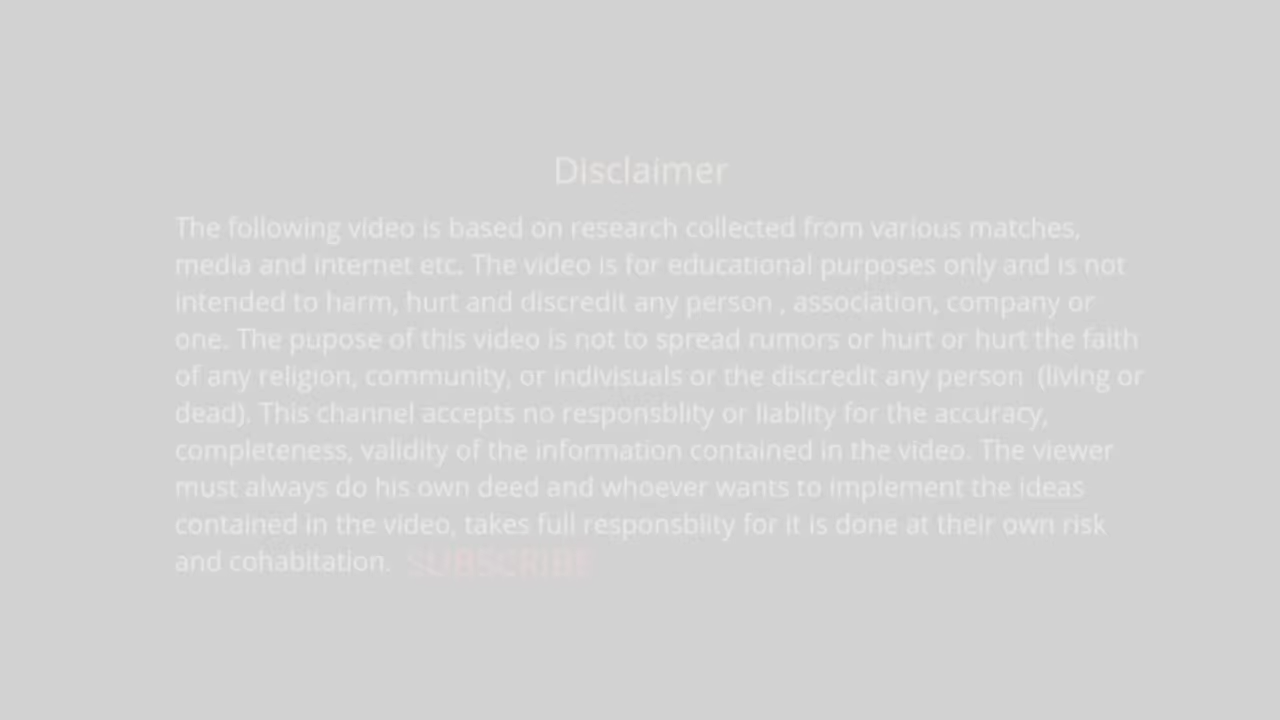 Disclaimer
The following video is based on research collected from various matches,
media and internet etc. The video is for educational purposes only and is not
intended to harm, hurt and discredit any person , association, company or
one. The pupose of this video is not to spread rumors or hurt or hurt the faith
of any religion, community, or indivisuals or the discredit any person (living or
dead). This channel accepts no responsblity or liablity for the accuracy,
completeness, validity of the information contained in the video. The viewer
must always do his own deed and whoever wants to implement the ideas
contained in the video, takes full responsbliity for it is done at their own risk
and cohabitation. SUBSCRIBE